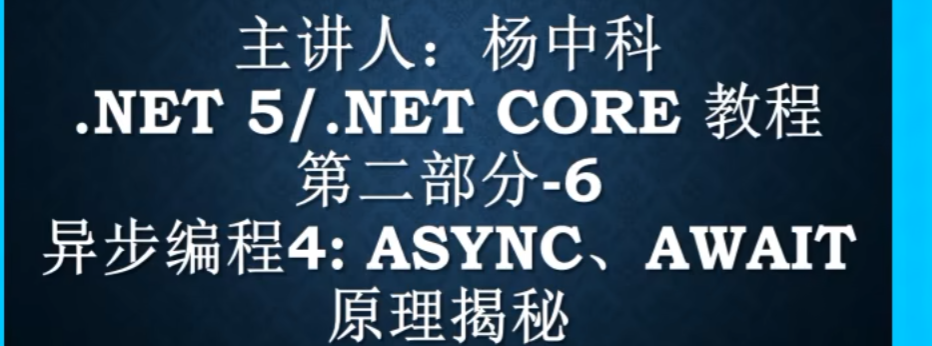 主讲人：杨中科
.NET 5/.NET CORE 教程
第二部分-6
异步编程4: ASYNC、AWAIT
原理揭秘